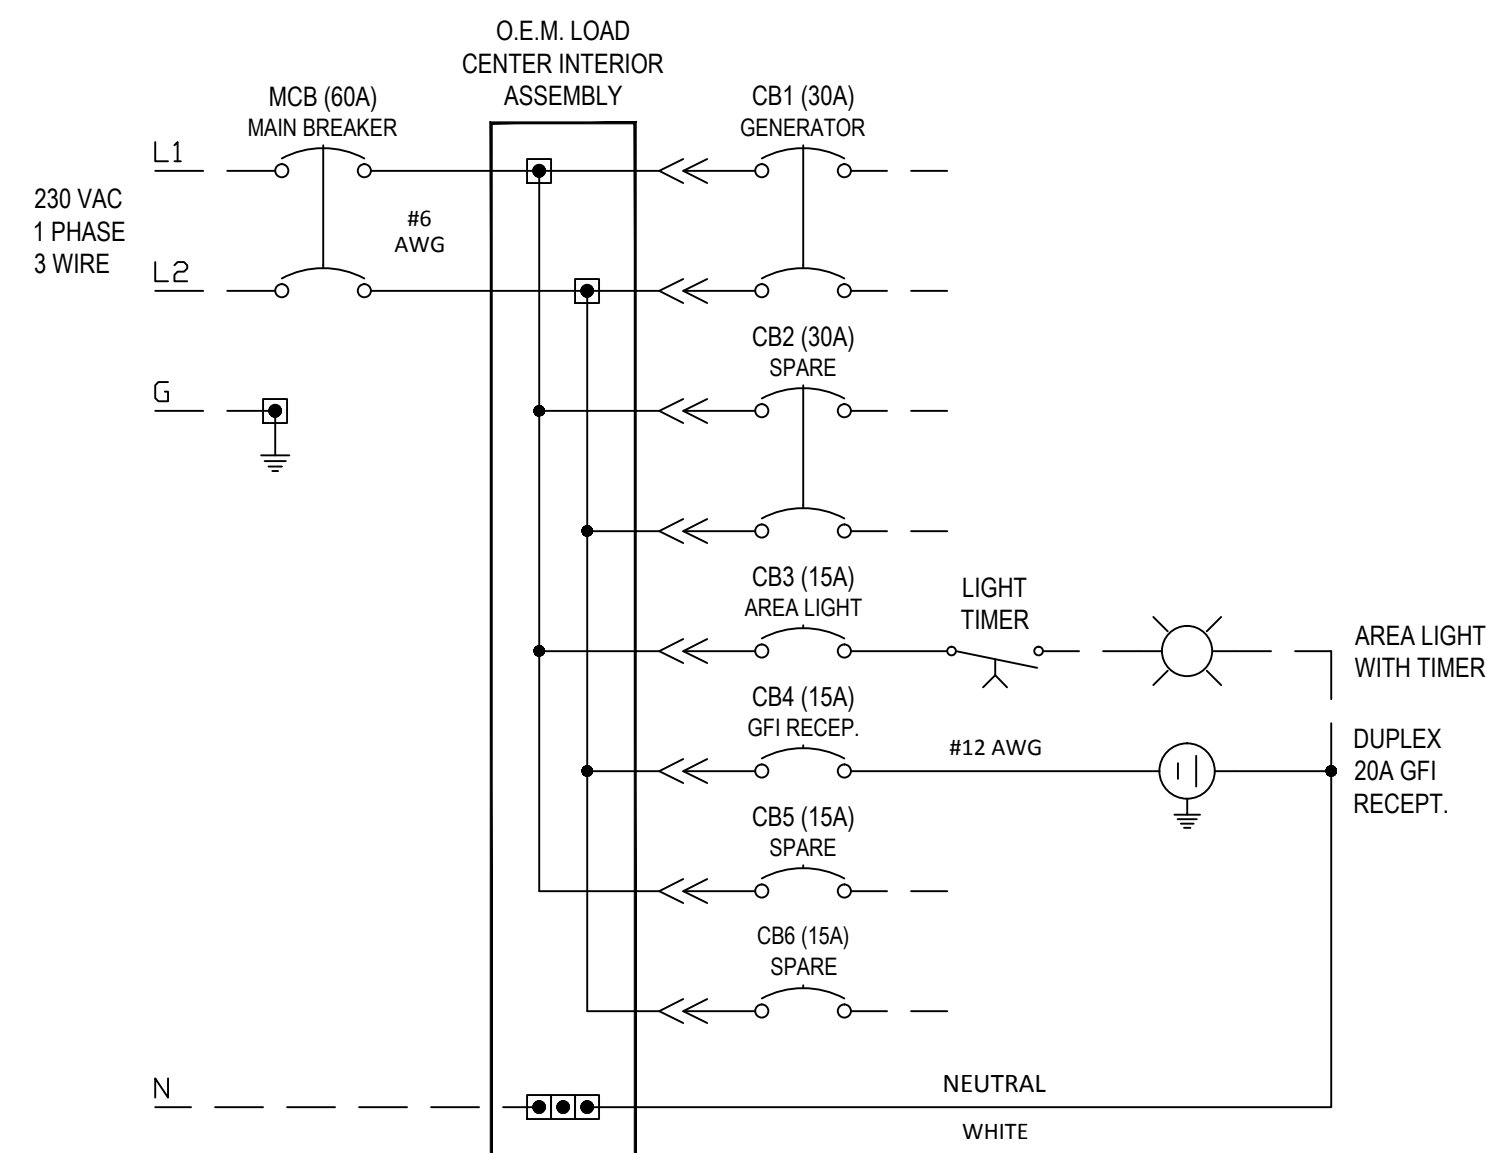 O.E.M. LOAD
CENTER INTERIOR
ASSEMBLY
MCB (60A)
MAIN BREAKER
CB1 (30A)
GENERATOR
L1
230 VAC
1 PHASE
3 WIRE
#6
AWG
L2
CB2 (30A)
SPARE
G
CB3 (15A)
AREA LIGHT
LIGHT
TIMER
AREA LIGHT
WITH TIMER
CB4 (15A)
GFI RECEP.
#12 AWG
DUPLEX
20A GFI
RECEPT.
CB5 (15A)
SPARE
CB6 (15A)
SPARE
N
NEUTRAL
WHITE